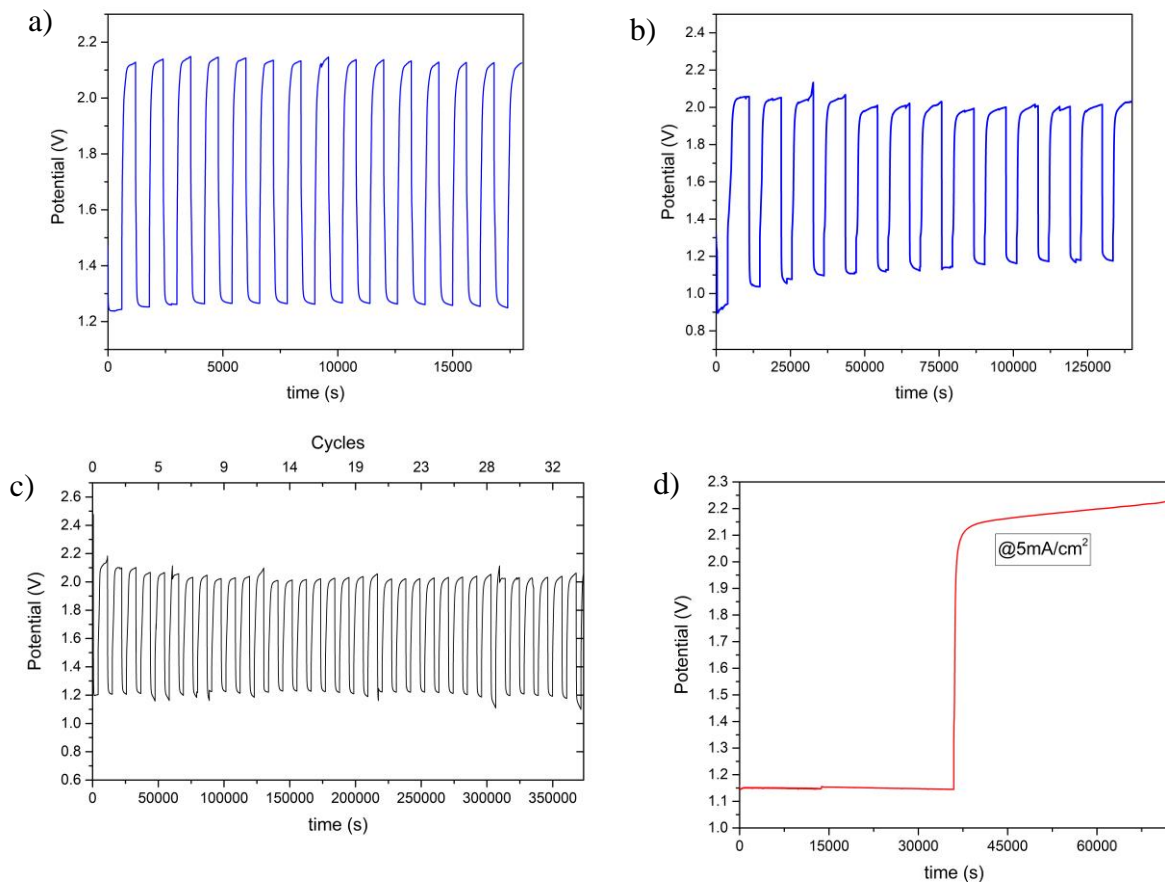 a)
2.2
2.0
1.8
1.6
1.4
1.2
Potential (V)
0 5000 10000 15000
time (s)
b)
2.4
2.2
2.0
1.8
1.6
1.4
1.2
1.0
0.8
Potential (V)
0 25000 50000 75000 100000 125000
time (s)
c)
Cycles
0 5 9 14 19 23 28 32
2.6
2.4
2.2
2.0
1.8
1.6
1.4
1.2
1.0
0.8
0.6
Potential (V)
0 50000 100000 150000 200000 250000 300000 350000
time (s)
d)
2.3
2.2
2.1
2.0
1.9
1.8
1.7
1.6
1.5
1.4
1.3
1.2
1.1
1.0
Potential (V)
@5mA/cm²
0 15000 30000 45000 60000
time (s)